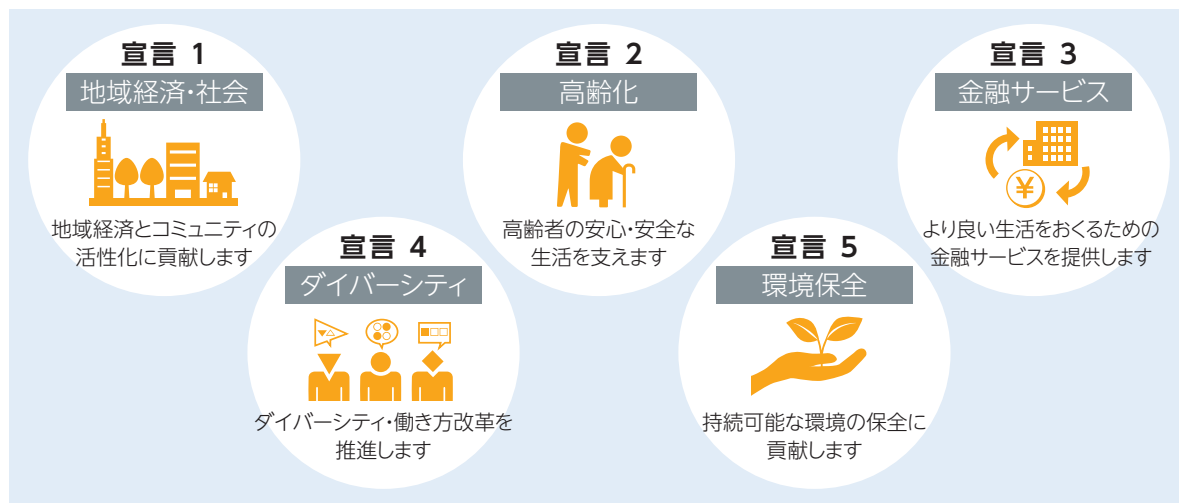 宣言 1
地域経済・社会
地域経済とコミュニティの
活性化に貢献します
宣言 2
高齢化
高齢者の安心・安全な
生活を支えます
宣言 3
金融サービス
¥
より良い生活をおくるための
金融サービスを提供します
宣言 4
ダイバーシティ
ダイバーシティ・働き方改革を
推進します
宣言 5
環境保全
持続可能な環境の保全に
貢献します